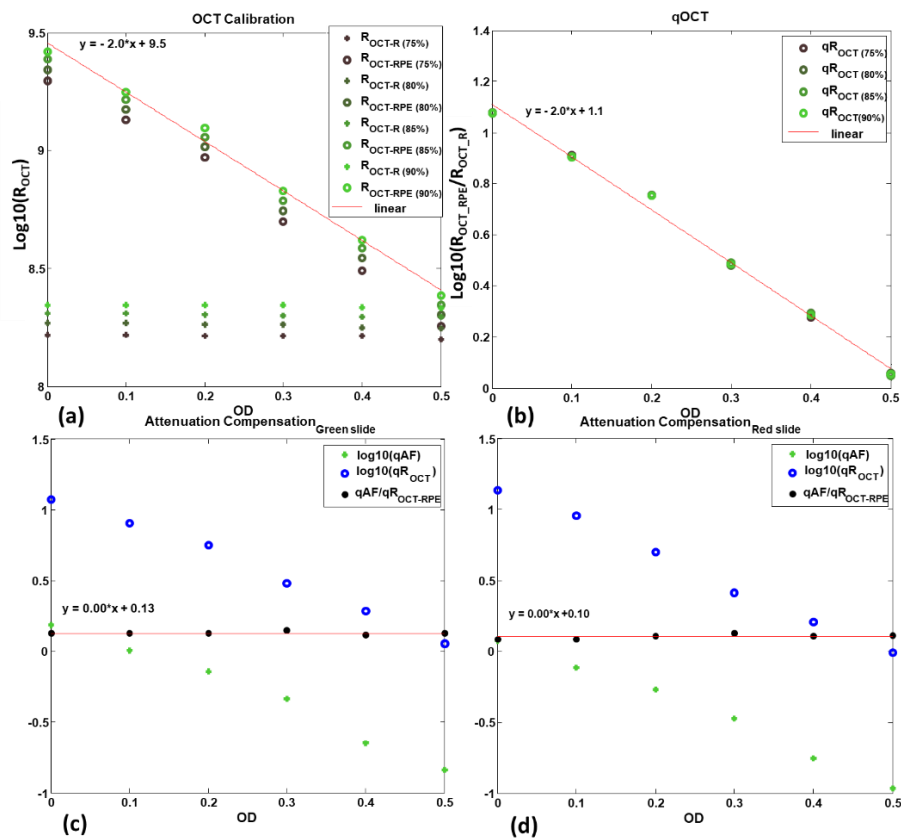 OCT Calibration
9.5
9
8.5
8
Log10(R_OCT)
y = - 2.0*x + 9.5
R_OCT-R (75%)
R_OCT-RPE (75%)
R_OCT-R (80%)
R_OCT-RPE (80%)
R_OCT-R (85%)
R_OCT-RPE (85%)
R_OCT-R (90%)
R_OCT-RPE (90%)
linear
0 0.1 0.2 0.3 0.4 0.5
OD
(a)
qOCT
1.4
1.2
1
0.8
0.6
0.4
0.2
0
Log10(R_OCT_RPE/R_OCT_R)
y = -2.0*x + 1.1
qR_OCT (75%)
qR_OCT (80%)
qR_OCT (85%)
qR_OCT(90%)
linear
0 0.1 0.2 0.3 0.4 0.5
OD
(b)
Attenuation Compensation_Green slide
1.5
1
0.5
0
-0.5
-1
log10(qAF)
log10(qR_OCT)
qAF/qR_OCT-RPE
y = 0.00*x + 0.13
0 0.1 0.2 0.3 0.4 0.5
OD
(c)
Attenuation Compensation_Red slide
1.5
1
0.5
0
-0.5
-1
log10(qAF)
log10(qR_OCT)
qAF/qR_OCT-RPE
y = 0.00*x +0.10
0 0.1 0.2 0.3 0.4 0.5
OD
(d)